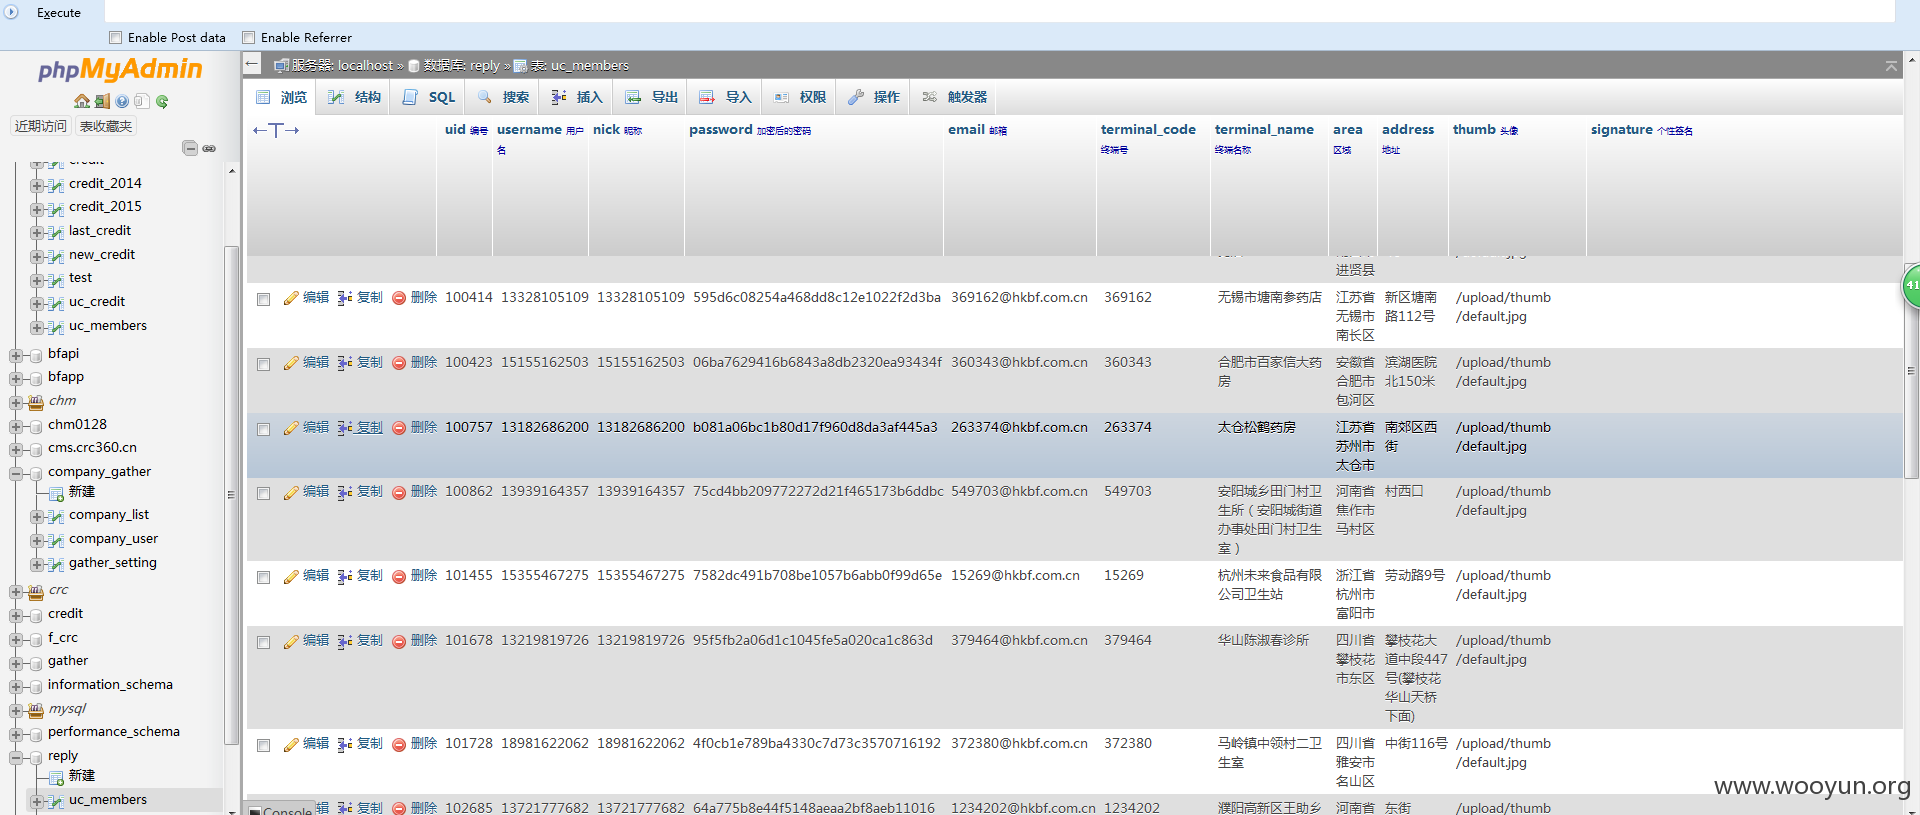 Execute
Enable Post data Enable Referrer
phpMyAdmin
近期访问 表收藏夹
credit
credit_2014
credit_2015
last_credit
new_credit
test
uc_credit
uc_members
bfapi
bfapp
chm
chm0128
cms.crc360.cn
company_gather
新建
company_list
company_user
gather_setting
crc
credit
f_crc
gather
information_schema
mysql
performance_schema
reply
新建
uc_members
服务器: localhost » 数据库: reply » 表: uc_members
浏览 结构 SQL 搜索 插入 导出 导入 权限 操作 触发器
←T→ uid 编号 username 用户名 nick 昵称 password 加密后的密码 email 邮箱 terminal_code 终端号 terminal_name 终端名称 area 区域 address 地址 thumb 头像 signature 个性签名
进贤县
编辑 复制 删除 100414 13328105109 13328105109 595d6c08254a468dd8c12e1022f2d3ba 369162@hkbf.com.cn 369162 无锡市塘南参药店 江苏省 新区塘南 /upload/thumb
无锡市 路112号 /default.jpg
南长区
编辑 复制 删除 100423 15155162503 15155162503 06ba7629416b6843a8db2320ea93434f 360343@hkbf.com.cn 360343 合肥市百家信大药 安徽省 滨湖医院 /upload/thumb
房 合肥市 北150米 /default.jpg
包河区
编辑 复制 删除 100757 13182686200 13182686200 b081a06bc1b80d17f960d8da3af445a3 263374@hkbf.com.cn 263374 太仓松鹤药房 江苏省 南郊区西 /upload/thumb
苏州市 街 /default.jpg
太仓市
编辑 复制 删除 100862 13939164357 13939164357 75cd4bb209772272d21f465173b6ddbc 549703@hkbf.com.cn 549703 安阳城乡田门村卫 河南省 村西口 /upload/thumb
生所（安阳城街道 焦作市 /default.jpg
办事处田门村卫生 马村区
室）
编辑 复制 删除 101455 15355467275 15355467275 7582dc491b708be1057b6abb0f99d65e 15269@hkbf.com.cn 15269 杭州未来食品有限 浙江省 劳动路9号 /upload/thumb
公司卫生站 杭州市 /default.jpg
富阳市
编辑 复制 删除 101678 13219819726 13219819726 95f5fb2a06d1c1045fe5a020ca1c863d 379464@hkbf.com.cn 379464 华山陈淑春诊所 四川省 攀枝花大 /upload/thumb
攀枝花 道中段447 /default.jpg
市东区 号(攀枝花
华山天桥
下面)
编辑 复制 删除 101728 18981622062 18981622062 4f0cb1e789ba4330c7d73c3570716192 372380@hkbf.com.cn 372380 马岭镇中领村二卫 四川省 中街116号 /upload/thumb
生室 雅安市 /default.jpg
名山区
编辑 复制 删除 102685 13721777682 13721777682 64a775b8e44f5148aeaa2bf8aeb11016 1234202@hkbf.com.cn 1234202 濮阳高新区王助乡 河南省 东街 /upload/thumb
Console
41
www.wooyun.org